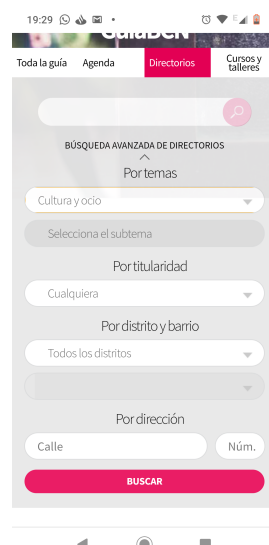 19:29
GuiaBCN
Toda la guía
Agenda
Directorios
Cursos y
talleres
BÚSQUEDA AVANZADA DE DIRECTORIOS
Por temas
Cultura y ocio
Selecciona el subtema
Por titularidad
Cualquiera
Por distrito y barrio
Todos los distritos
Por dirección
Calle
Núm.
BUSCAR